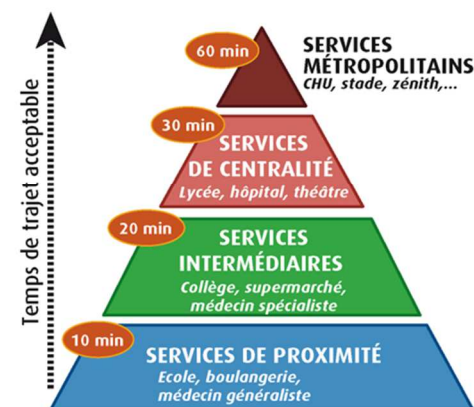 Temps de trajet acceptable
60 min
SERVICES
MÉTROPOLITAINS
CHU, stade, zénith,...
30 min
SERVICES
DE CENTRALITÉ
Lycée, hôpital, théâtre
20 min
SERVICES
INTERMÉDIAIRES
Collège, supermarché,
médecin spécialiste
10 min
SERVICES DE PROXIMITÉ
Ecole, boulangerie,
médecin généraliste